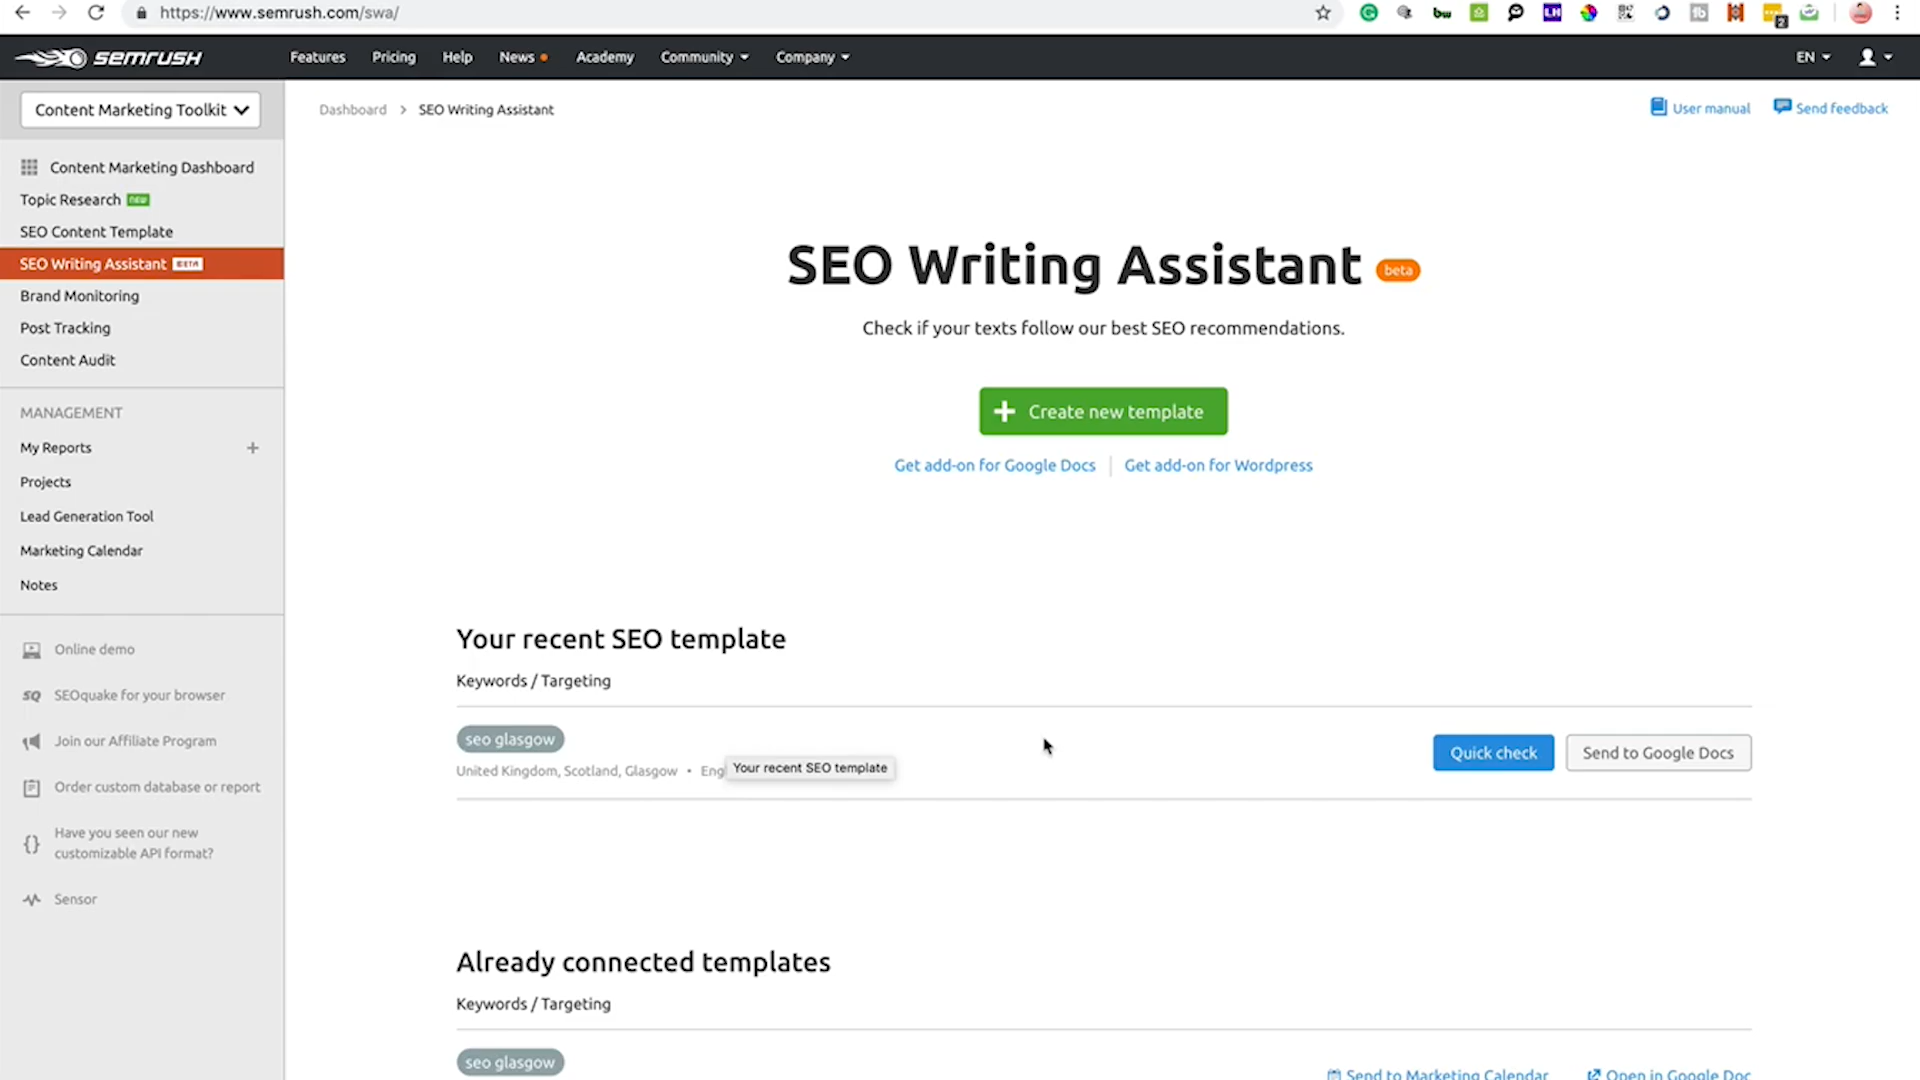 https://www.semrush.com/swa/
2
SEMRUSH
Features Pricing Help News Academy Community Company EN
Content Marketing Toolkit
Dashboard > SEO Writing Assistant
User manual Send feedback
Content Marketing Dashboard
Topic Research new
SEO Content Template
SEO Writing Assistant BETA
Brand Monitoring
Post Tracking
Content Audit
MANAGEMENT
My Reports +
Projects
Lead Generation Tool
Marketing Calendar
Notes
Online demo
SQ SEOquake for your browser
Join our Affiliate Program
Order custom database or report
{} Have you seen our new
customizable API format?
Sensor
SEO Writing Assistant beta
Check if your texts follow our best SEO recommendations.
+ Create new template
Get add-on for Google Docs | Get add-on for Wordpress
Your recent SEO template
Keywords / Targeting
seo glasgow
United Kingdom, Scotland, Glasgow • Eng
Your recent SEO template
Quick check Send to Google Docs
Already connected templates
Keywords / Targeting
seo glasgow
Send to Marketing Calendar Open in Google Doc